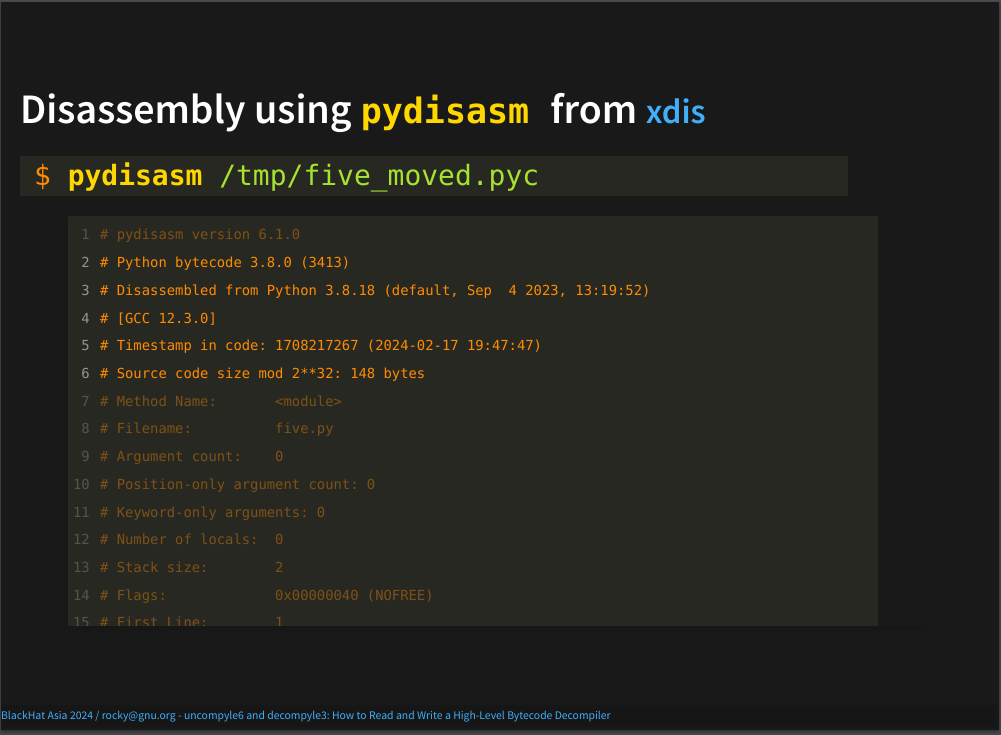 Disassembly using pydisasm from xdis
$ pydisasm /tmp/five_moved.pyc
1 # pydisasm version 6.1.0
2 # Python bytecode 3.8.0 (3413)
3 # Disassembled from Python 3.8.18 (default, Sep  4 2023, 13:19:52)
4 # [GCC 12.3.0]
5 # Timestamp in code: 1708217267 (2024-02-17 19:47:47)
6 # Source code size mod 2**32: 148 bytes
7 # Method Name:       <module>
8 # Filename:          five.py
9 # Argument count:    0
10 # Position-only argument count: 0
11 # Keyword-only arguments: 0
12 # Number of locals:  0
13 # Stack size:        2
14 # Flags:             0x00000040 (NOFREE)
15 # First Line:        1
BlackHat Asia 2024 / rocky@gnu.org - uncompyle6 and decompyle3: How to Read and Write a High-Level Bytecode Decompiler